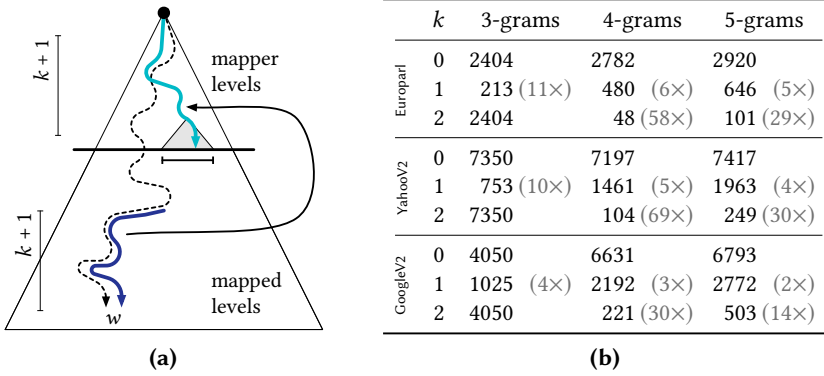 k + 1
mapper
levels
k + 1
mapped
levels
w
(a)
k 3-grams 4-grams 5-grams
Europarl
0 2404 2782 2920
1 213 (11×) 480 (6×) 646 (5×)
2 2404 48 (58×) 101 (29×)
YahooV2
0 7350 7197 7417
1 753 (10×) 1461 (5×) 1963 (4×)
2 7350 104 (69×) 249 (30×)
GoogleV2
0 4050 6631 6793
1 1025 (4×) 2192 (3×) 2772 (2×)
2 4050 221 (30×) 503 (14×)
(b)